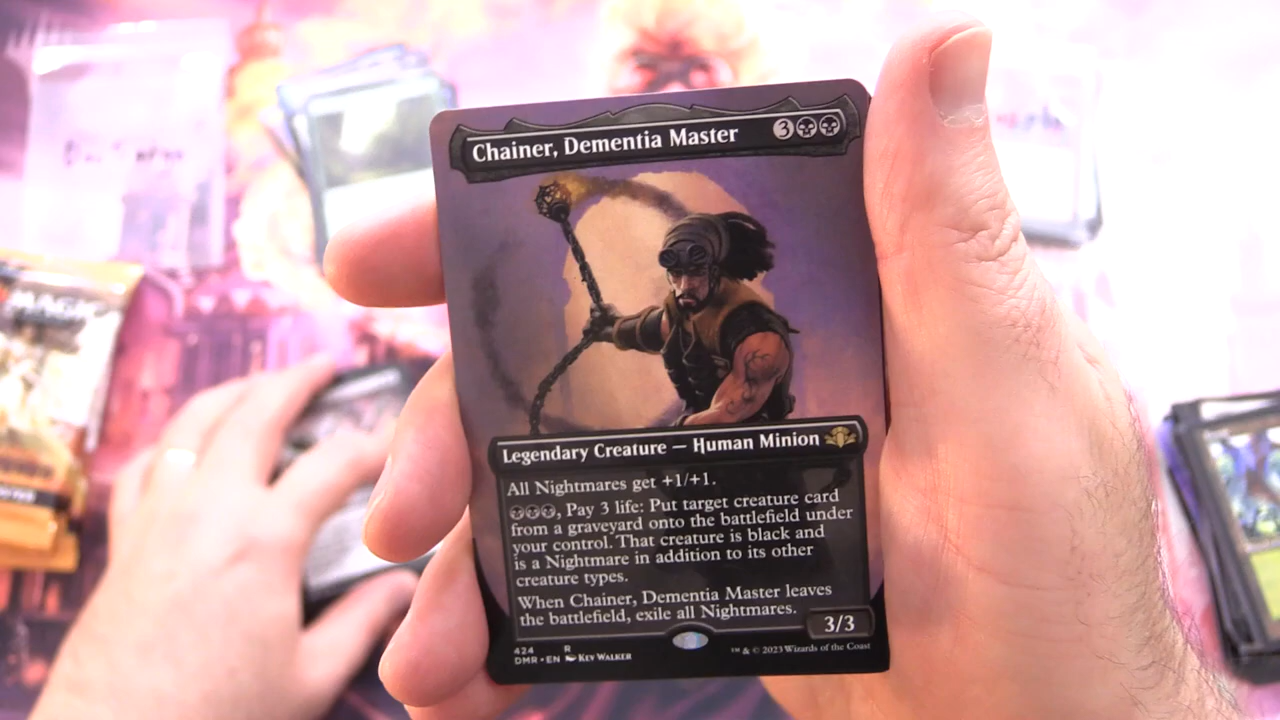 Chainer, Dementia Master 3
Legendary Creature — Human Minion
All Nightmares get +1/+1.
, Pay 3 life: Put target creature card
from a graveyard onto the battlefield under
your control. That creature is black and
is a Nightmare in addition to its other
creature types.
When Chainer, Dementia Master leaves
the battlefield, exile all Nightmares.
3/3
424 R
DMR • EN Kev Walker
™ & © 2023 Wizards of the Coast
MAGIC